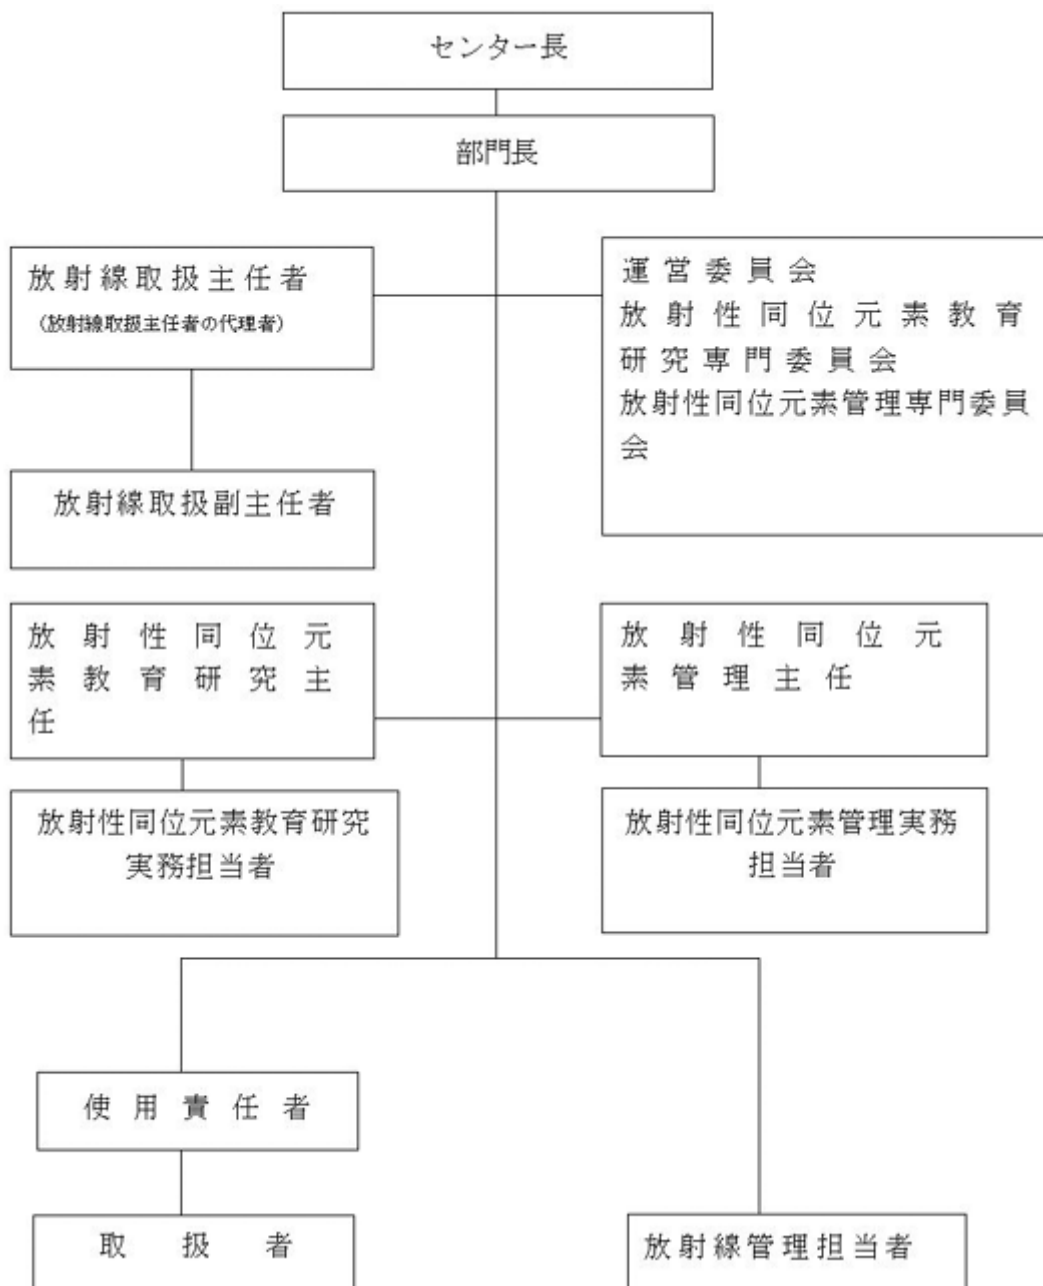 センター長
部門長
放射線取扱主任者
(放射線取扱主任者の代理者)
運営委員会
放射性同位元素教育
研究専門委員会
放射性同位元素管理専門委員
会
放射線取扱副主任者
放射性同位元
素教育研究主
任
放射性同位元
素管理主任
放射性同位元素教育研究
実務担当者
放射性同位元素管理実務
担当者
使用責任者
取扱者
放射線管理担当者